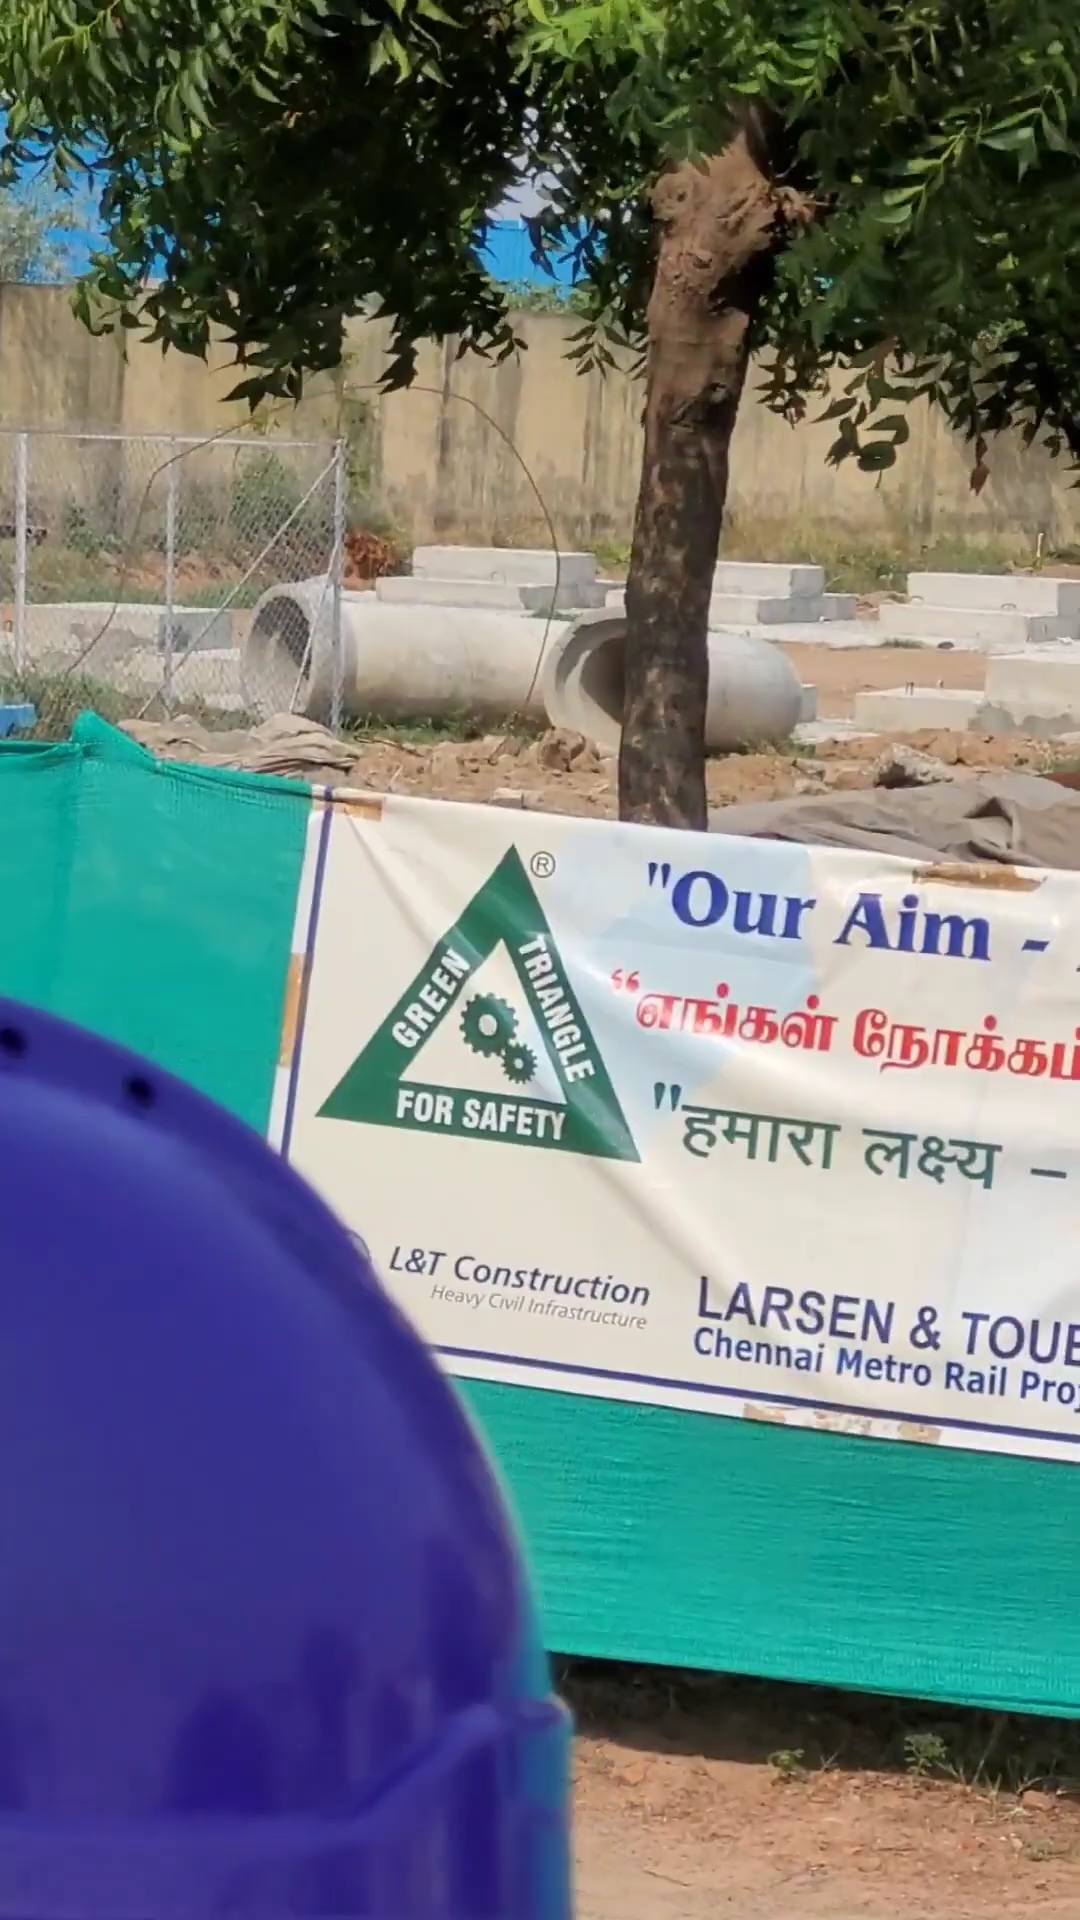 GREEN TRIANGLE ®
FOR SAFETY
"Our Aim -
“எங்கள் நோக்கம்
"हमारा लक्ष्य –
L&T Construction
Heavy Civil Infrastructure
LARSEN & TOUB
Chennai Metro Rail Proj